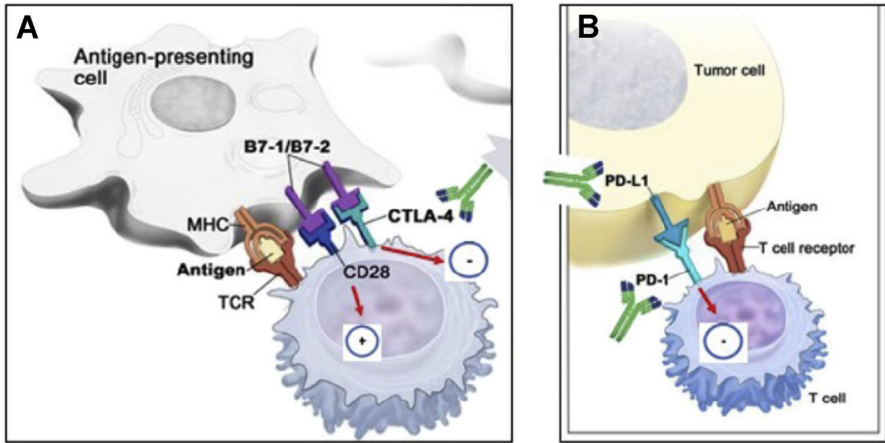 A
Antigen-presenting
cell
B7-1/B7-2
MHC
CTLA-4
Antigen
CD28
TCR
-
+
B
Tumor cell
PD-L1
Antigen
T cell receptor
PD-1
-
T cell